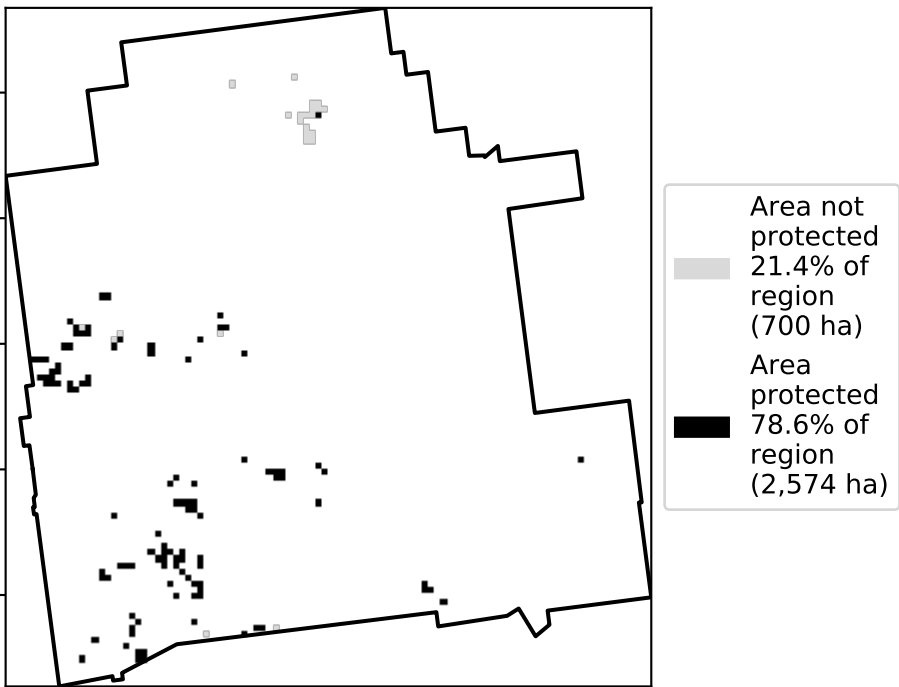 Area not
protected
21.4% of
region
(700 ha)
Area
protected
78.6% of
region
(2,574 ha)